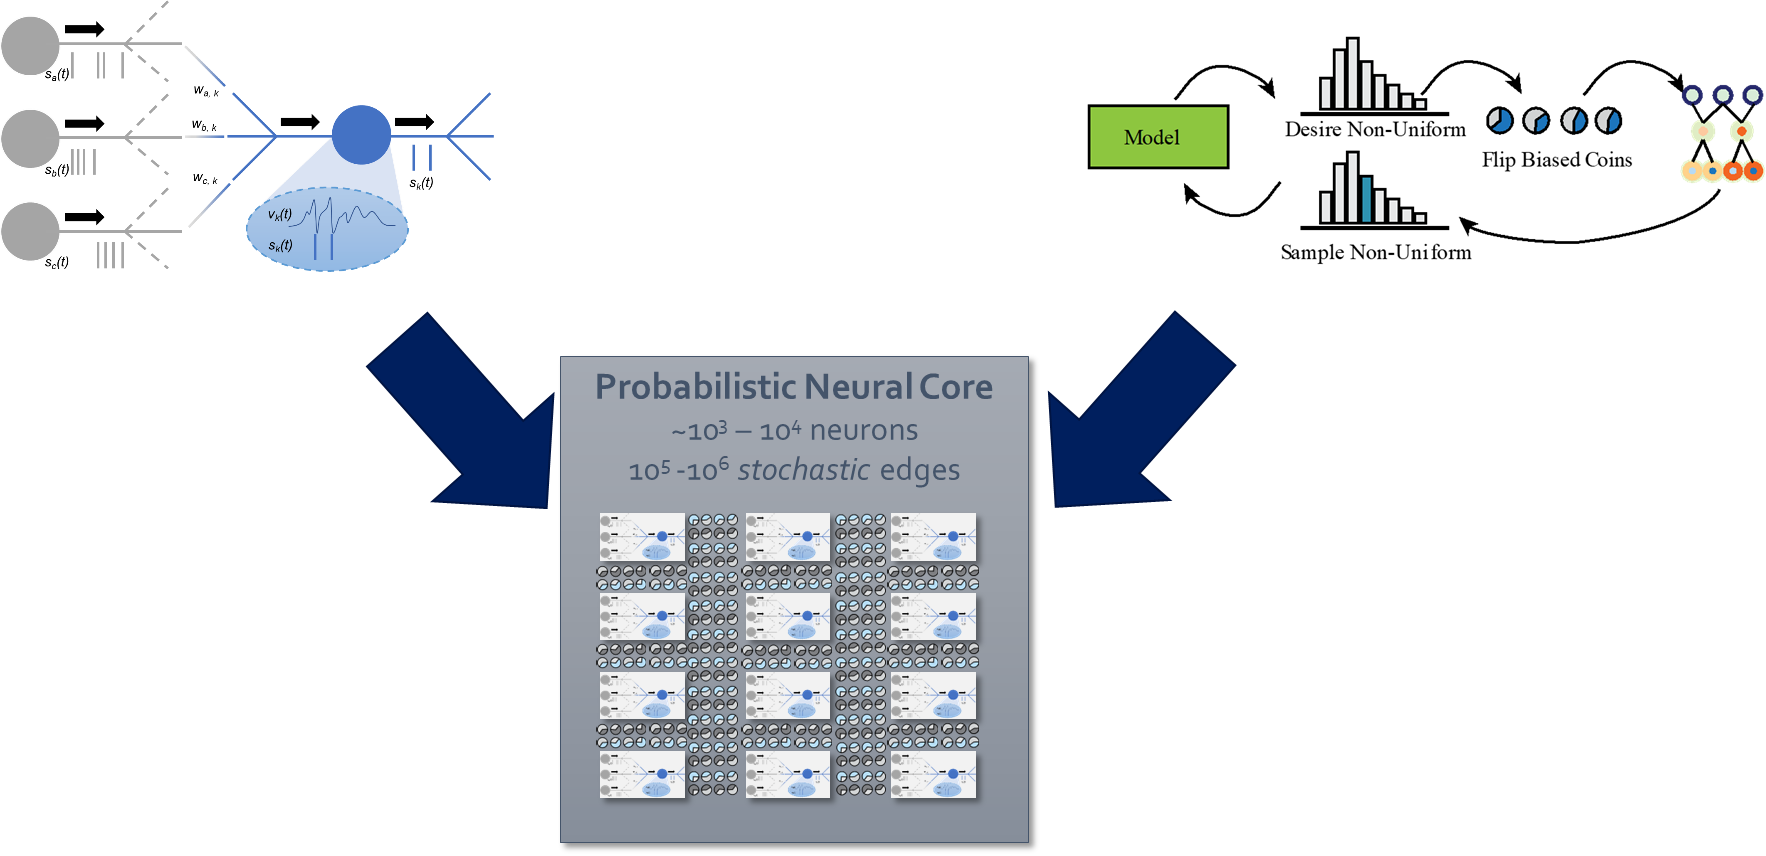 sa(t)
sb(t)
sc(t)
wa, k
wb, k
wc, k
vk(t)
sk(t)
sk(t)
Model
Desire Non-Uniform
Flip Biased Coins
Sample Non-Uniform
Probabilistic Neural Core
~10³ – 10⁴ neurons
10⁵ -10⁶ stochastic edges